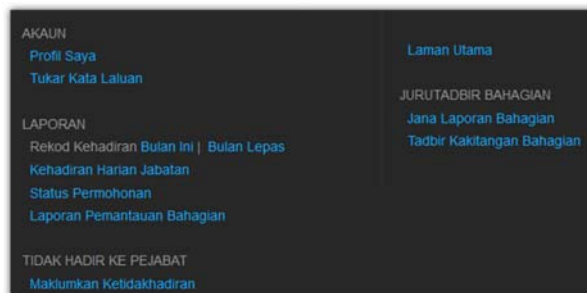 AKAUN
Profil Saya
Tukar Kata Laluan
LAPORAN
Rekod Kehadiran Bulan Ini | Bulan Lepas
Kehadiran Harian Jabatan
Status Permohonan
Laporan Pemantauan Bahagian
TIDAK HADIR KE PEJABAT
Maklumkan Ketidakhadiran
Laman Utama
JURUTADBIR BAHAGIAN
Jana Laporan Bahagian
Tadbir Kakitangan Bahagian